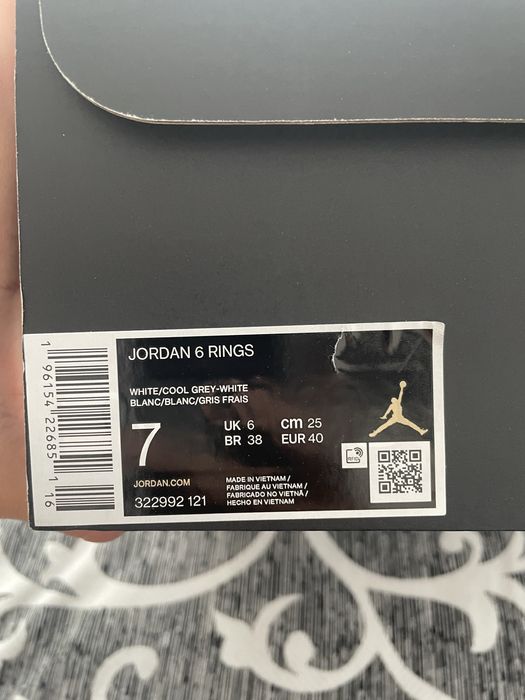 JORDAN 6 RINGS
WHITE/COOL GREY-WHITE
BLANC/BLANC/GRIS FRAIS
7
UK 6 cm 25
BR 38 EUR 40
JORDAN.COM
322992 121
MADE IN VIETNAM /
FABRIQUE AU VIETNAM /
FABRICADO NO VIETNÃ /
HECHO EN VIETNAM
RFID
1 96154 22685 1 16